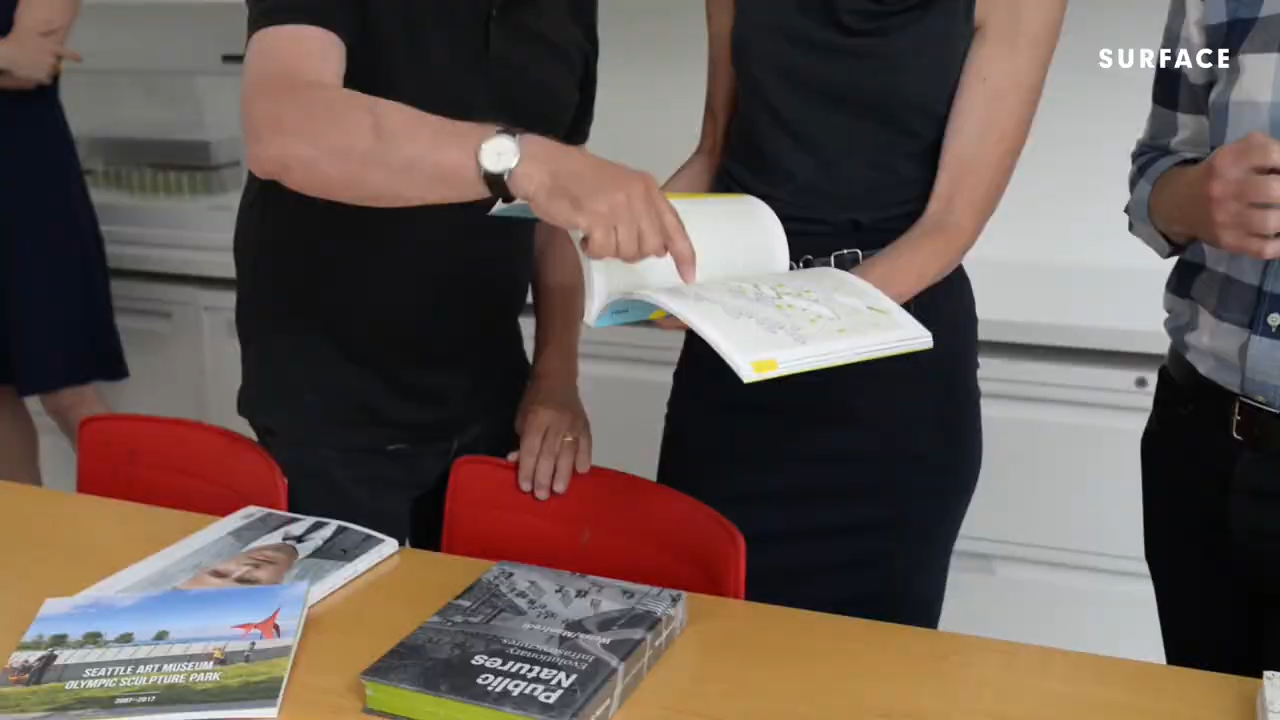 SURFACE
SEATTLE ART MUSEUM
OLYMPIC SCULPTURE PARK
2007–2017
Public
Natures
Evolutionary
Infrastructures
Weiss/Manfredi